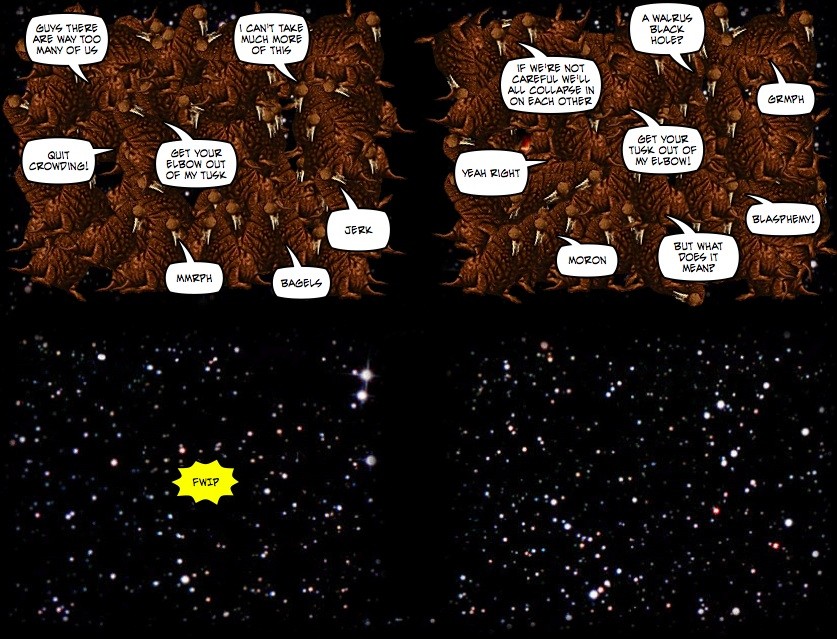 GUYS THERE
ARE WAY TOO
MANY OF US
I CAN'T TAKE
MUCH MORE
OF THIS
QUIT
CROWDING!
GET YOUR
ELBOW OUT
OF MY TUSK
JERK
MMRPH
BAGELS
A WALRUS
BLACK
HOLE?
IF WE'RE NOT
CAREFUL WE'LL
ALL COLLAPSE IN
ON EACH OTHER
GRMPH
GET YOUR
TUSK OUT OF
MY ELBOW!
YEAH RIGHT
BLASPHEMY!
MORON
BUT WHAT
DOES IT
MEAN?
FWIP